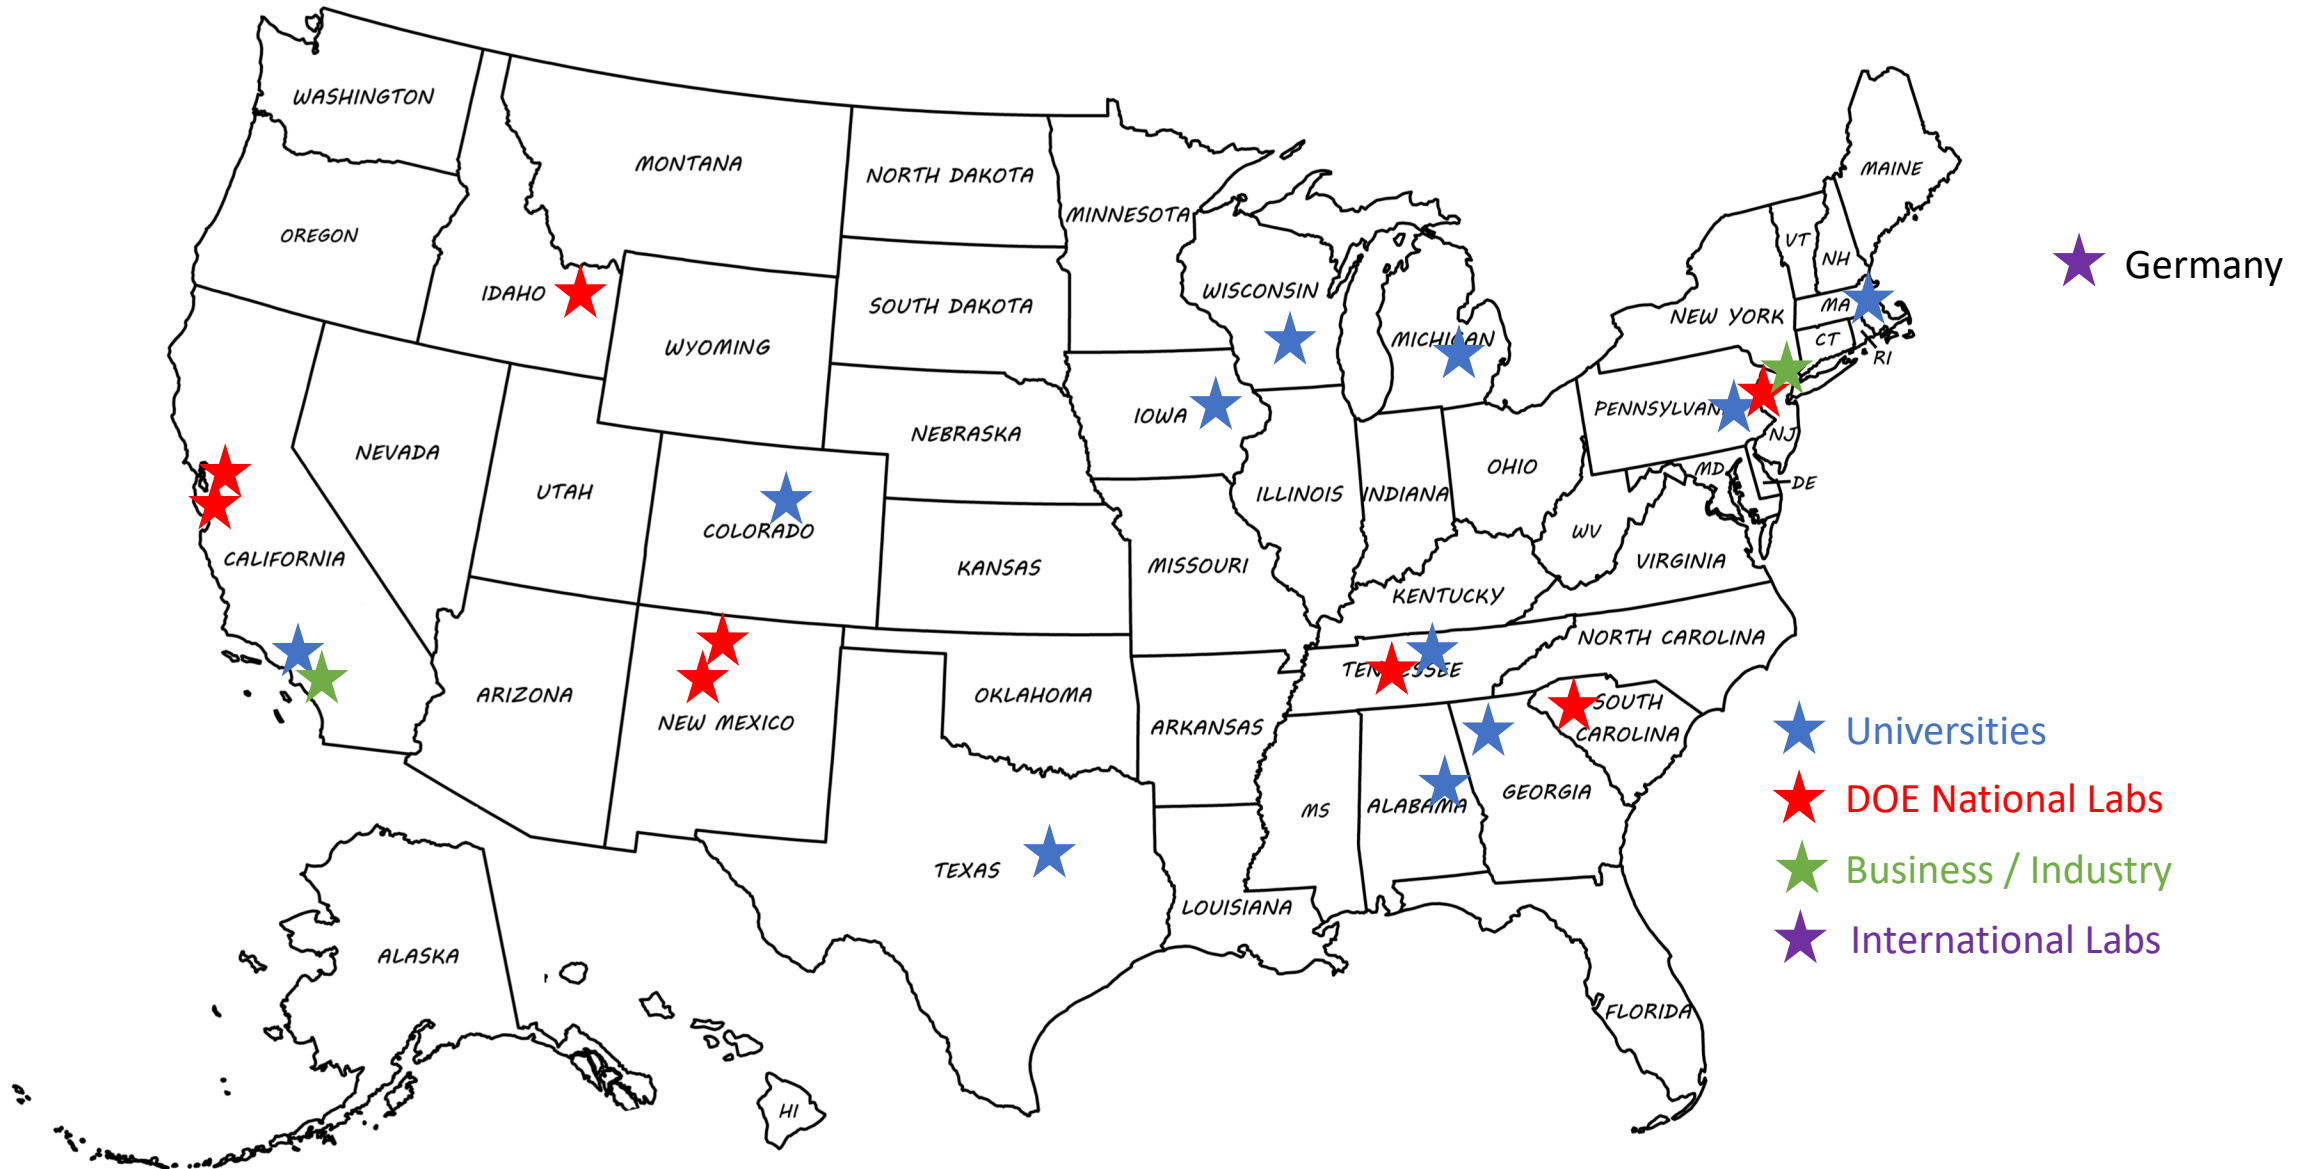 WASHINGTON
MONTANA
NORTH DAKOTA
MINNESOTA
MAINE
OREGON
IDAHO
WYOMING
SOUTH DAKOTA
WISCONSIN
MICHIGAN
NEW YORK
VT
NH
MA
CT
RI
Germany
NEVADA
UTAH
COLORADO
NEBRASKA
IOWA
ILLINOIS
INDIANA
OHIO
PENNSYLVAN
NJ
MD
DE
CALIFORNIA
KANSAS
MISSOURI
KENTUCKY
WV
VIRGINIA
ARIZONA
NEW MEXICO
OKLAHOMA
ARKANSAS
TENNESSEE
NORTH CAROLINA
SOUTH
CAROLINA
TEXAS
LOUISIANA
MS
ALABAMA
GEORGIA
FLORIDA
ALASKA
HI
Universities
DOE National Labs
Business / Industry
International Labs